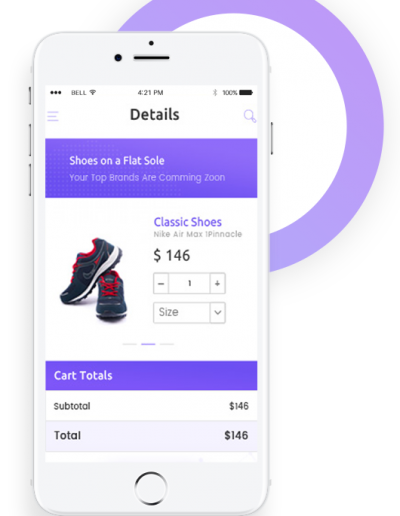 BELL 4:21 PM 100%
Details
Shoes on a Flat Sole
Your Top Brands Are Comming Zoon
Classic Shoes
Nike Air Max 1Pinnacle
$ 146
– 1 +
Size
Cart Totals
Subtotal $146
Total $146